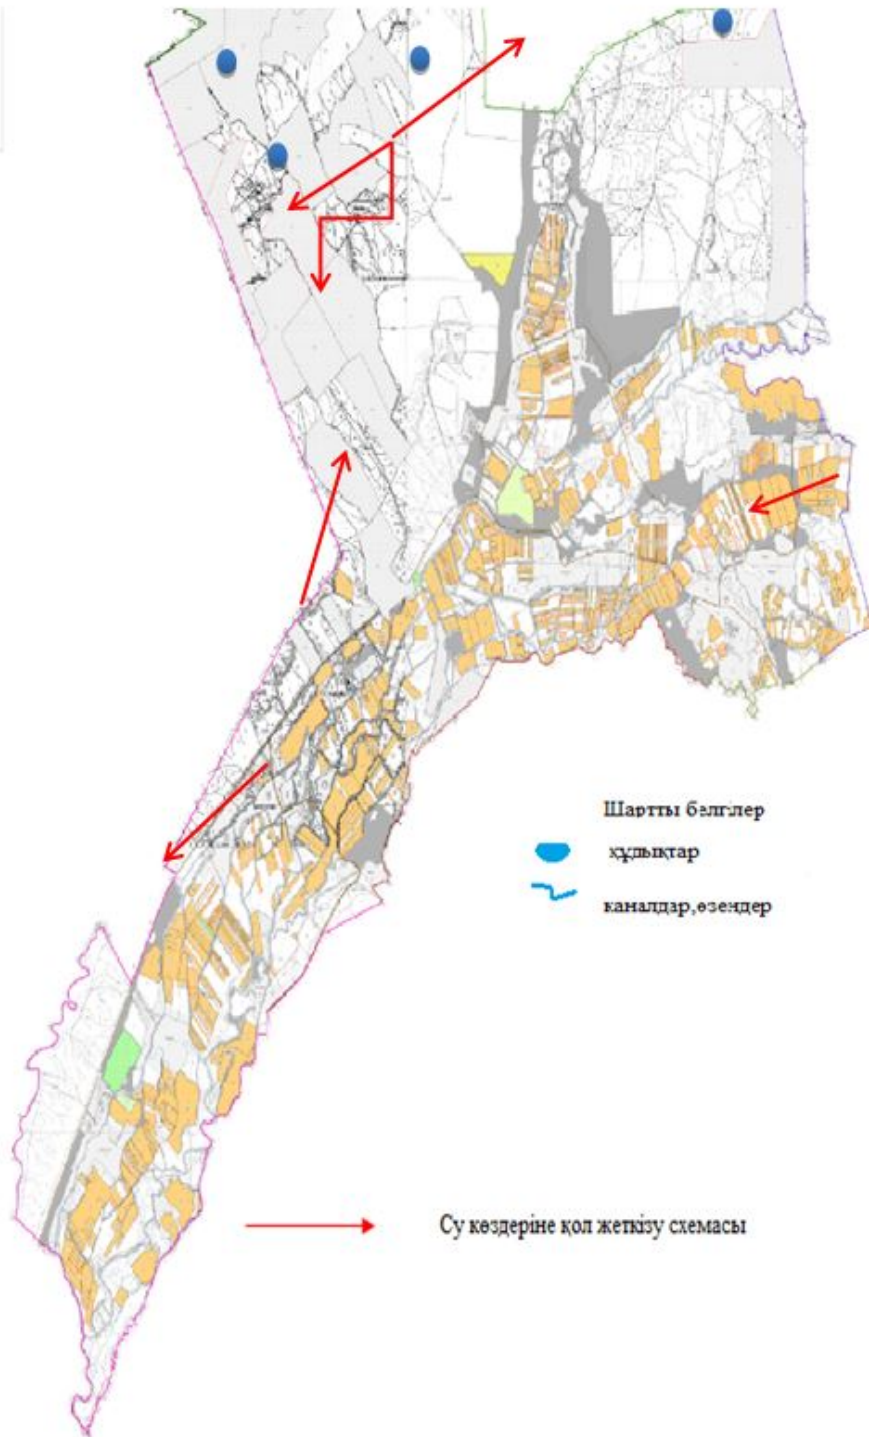 Шартты белгілер
құдықтар
каналдар,өзендер
Су көздеріне қол жеткізу схемасы